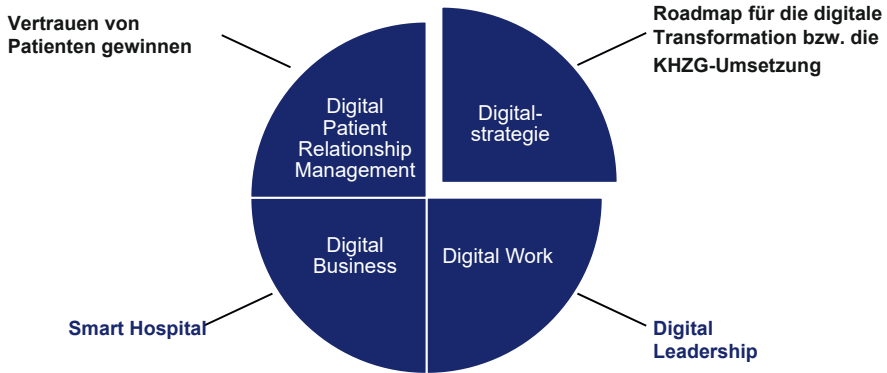 Vertrauen von
Patienten gewinnen
Roadmap für die digitale
Transformation bzw. die
KHZG-Umsetzung
Digital
Patient
Relationship
Management
Digital-
strategie
Digital
Business
Digital Work
Smart Hospital
Digital
Leadership